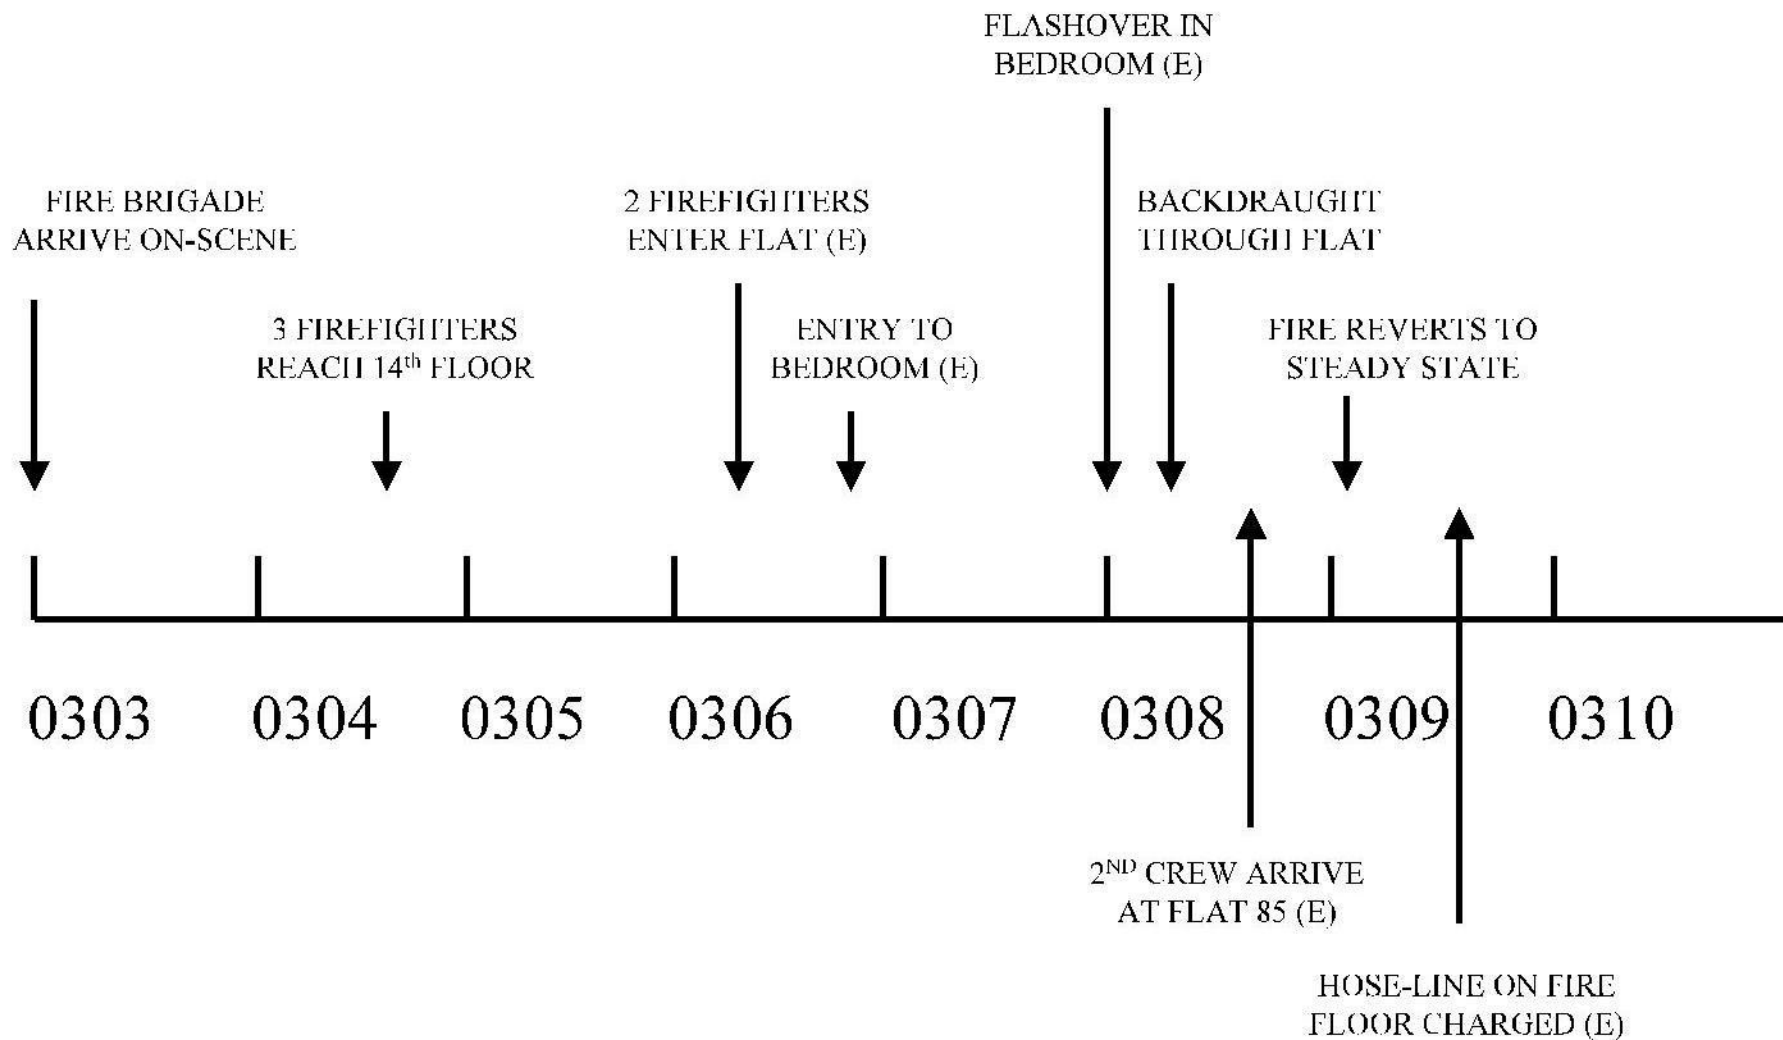 FLASHOVER IN
BEDROOM (E)
FIRE BRIGADE
ARRIVE ON-SCENE
2 FIREFIGHTERS
ENTER FLAT (E)
BACKDRAUGHT
THROUGH FLAT
3 FIREFIGHTERS
REACH 14th FLOOR
ENTRY TO
BEDROOM (E)
FIRE REVERTS TO
STEADY STATE
0303 0304 0305 0306 0307 0308 0309 0310
2ND CREW ARRIVE
AT FLAT 85 (E)
HOSE-LINE ON FIRE
FLOOR CHARGED (E)